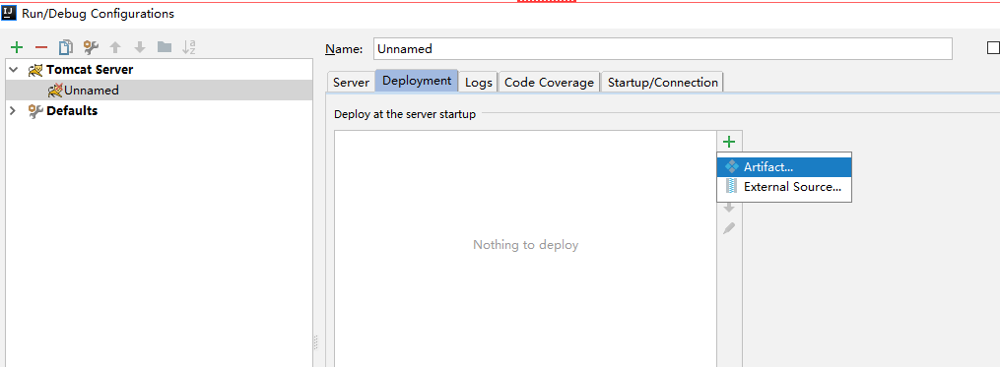 Run/Debug Configurations
Name: Unnamed
Tomcat Server
Unnamed
Defaults
Server Deployment Logs Code Coverage Startup/Connection
Deploy at the server startup
Artifact...
External Source...
Nothing to deploy